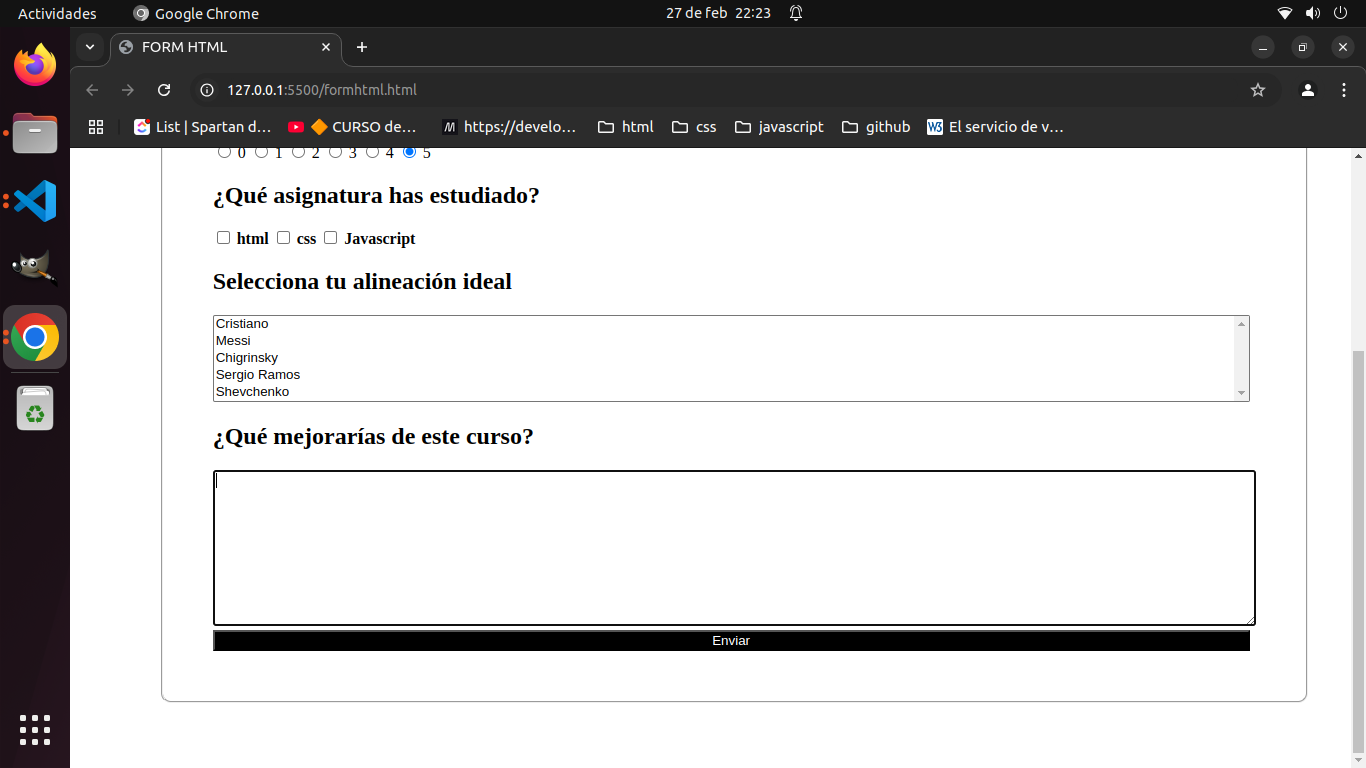 Actividades Google Chrome 27 de feb 22:23
FORM HTML
127.0.0.1:5500/formhtml.html
List | Spartan d… CURSO de… https://develo… html css javascript github El servicio de v…
0 1 2 3 4 5
¿Qué asignatura has estudiado?
html css Javascript
Selecciona tu alineación ideal
Cristiano
Messi
Chigrinsky
Sergio Ramos
Shevchenko
¿Qué mejorarías de este curso?
Enviar